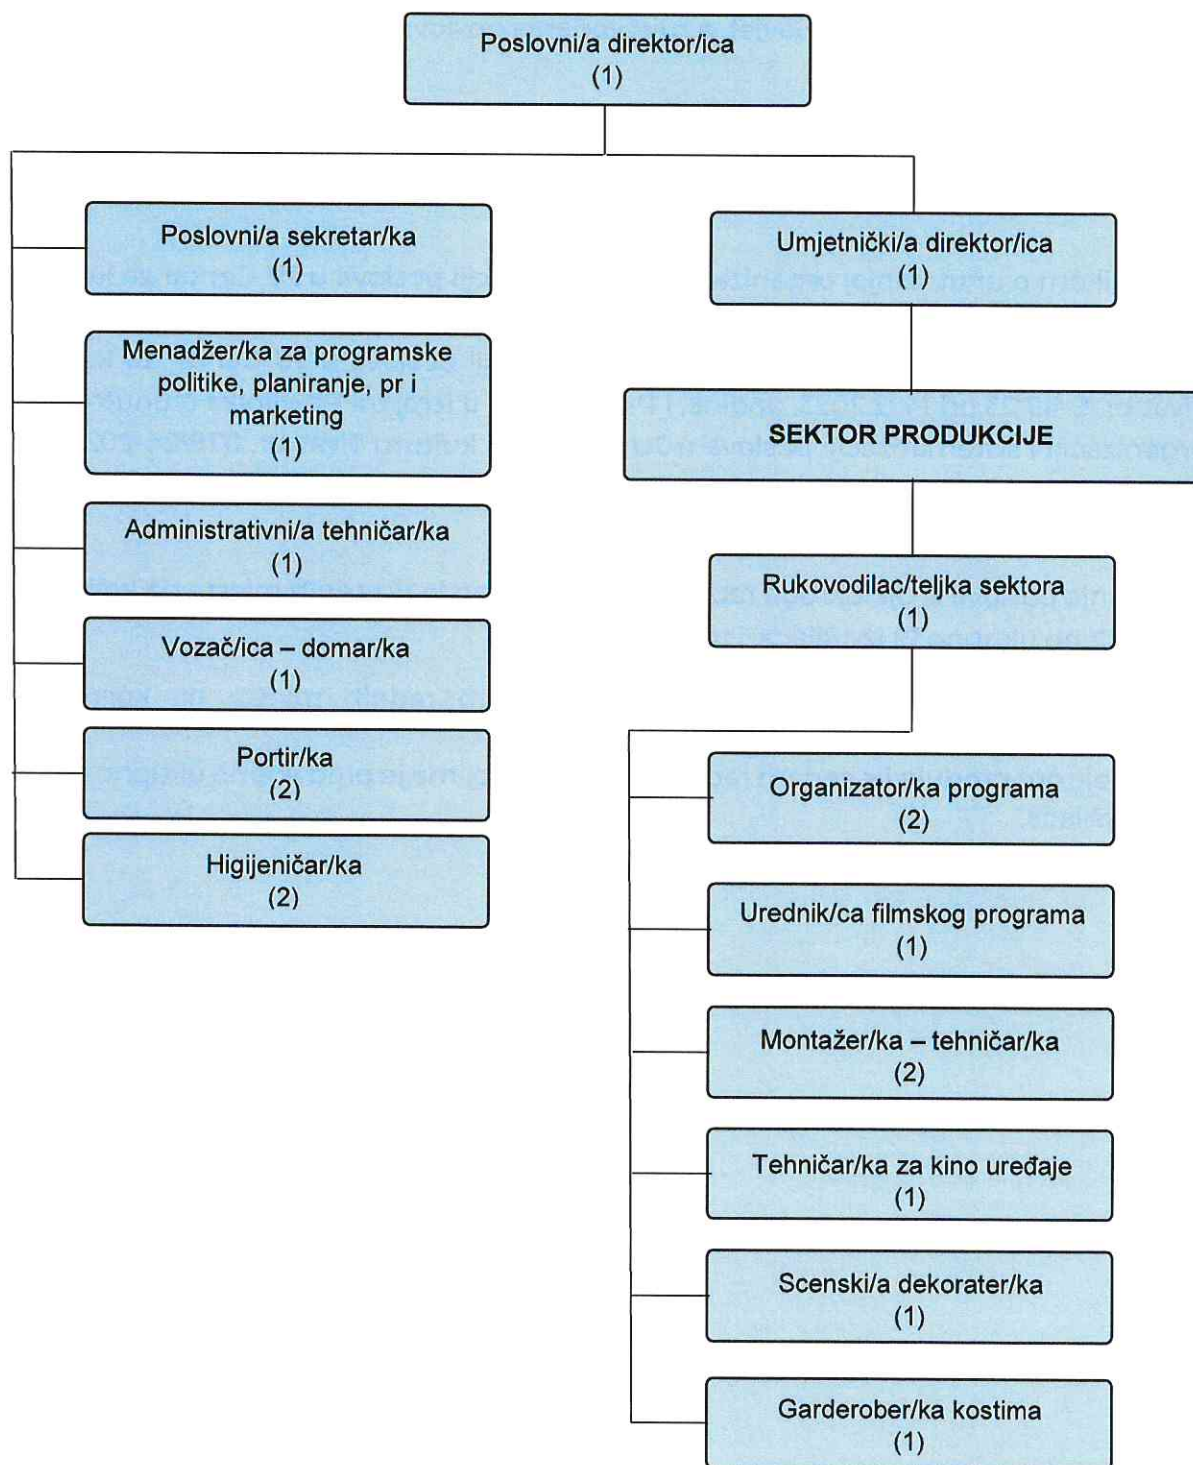 Poslovni/a direktor/ica
(1)
Poslovni/a sekretar/ka
(1)
Menadžer/ka za programske
politike, planiranje, pr i
marketing
(1)
Administrativni/a tehničar/ka
(1)
Vozač/ica – domar/ka
(1)
Portir/ka
(2)
Higijeničar/ka
(2)
Umjetnički/a direktor/ica
(1)
SEKTOR PRODUKCIJE
Rukovodilac/teljka sektora
(1)
Organizator/ka programa
(2)
Urednik/ca filmskog programa
(1)
Montažer/ka – tehničar/ka
(2)
Tehničar/ka za kino uređaje
(1)
Scenski/a dekorater/ka
(1)
Garderober/ka kostima
(1)